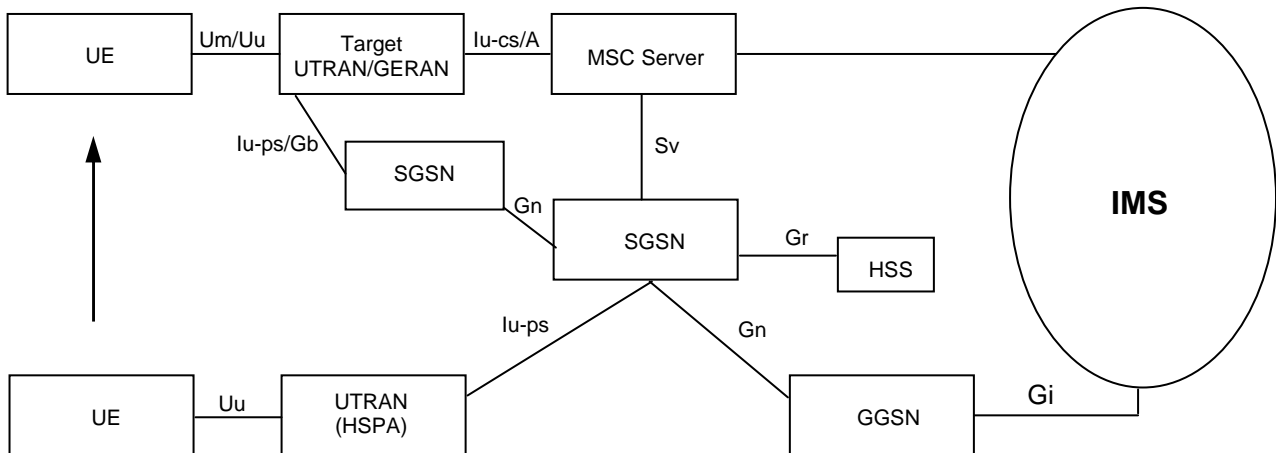 UE
Um/Uu
Target
UTRAN/GERAN
Iu-cs/A
MSC Server
Iu-ps/Gb
SGSN
Gn
Sv
SGSN
Gr
HSS
IMS
Iu-ps
Gn
UE
Uu
UTRAN
(HSPA)
GGSN
Gi